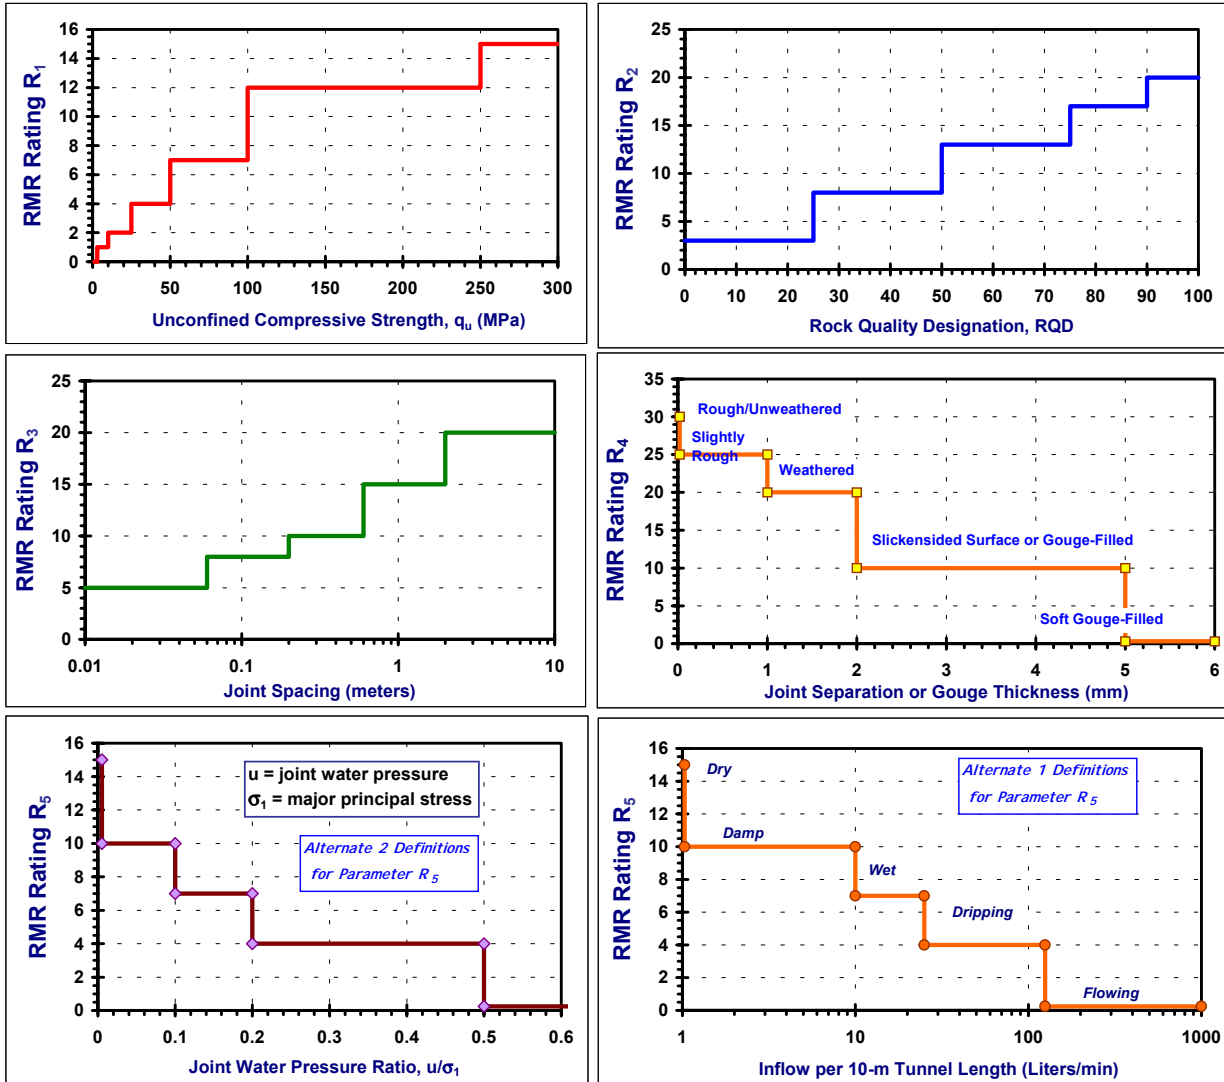 RMR Rating R1
16
14
12
10
8
6
4
2
0
0 50 100 150 200 250 300
Unconfined Compressive Strength, qu (MPa)
RMR Rating R2
25
20
15
10
5
0
0 10 20 30 40 50 60 70 80 90 100
Rock Quality Designation, RQD
RMR Rating R3
25
20
15
10
5
0
0.01 0.1 1 10
Joint Spacing (meters)
RMR Rating R4
35
30
25
20
15
10
5
0
Rough/Unweathered
Slightly
Rough
Weathered
Slickensided Surface or Gouge-Filled
Soft Gouge-Filled
0 1 2 3 4 5 6
Joint Separation or Gouge Thickness (mm)
RMR Rating R5
16
14
12
10
8
6
4
2
0
u = joint water pressure
σ1 = major principal stress
Alternate 2 Definitions
for Parameter R5
0 0.1 0.2 0.3 0.4 0.5 0.6
Joint Water Pressure Ratio, u/σ1
RMR Rating R5
16
14
12
10
8
6
4
2
0
Dry
Alternate 1 Definitions
for Parameter R5
Damp
Wet
Dripping
Flowing
1 10 100 1000
Inflow per 10-m Tunnel Length (Liters/min)